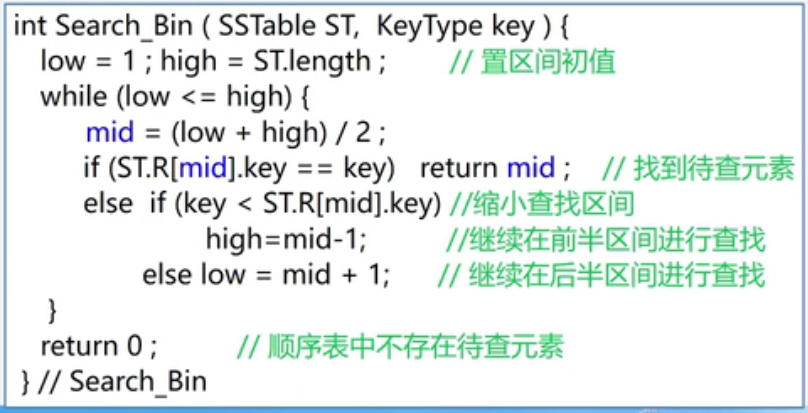 int Search_Bin ( SSTable ST, KeyType key ) {
low = 1 ; high = ST.length ; // 置区间初值
while (low <= high) {
mid = (low + high) / 2 ;
if (ST.R[mid].key == key) return mid ; // 找到待查元素
else if (key < ST.R[mid].key) //缩小查找区间
high=mid-1; //继续在前半区间进行查找
else low = mid + 1; // 继续在后半区间进行查找
}
return 0 ; // 顺序表中不存在待查元素
} // Search_Bin